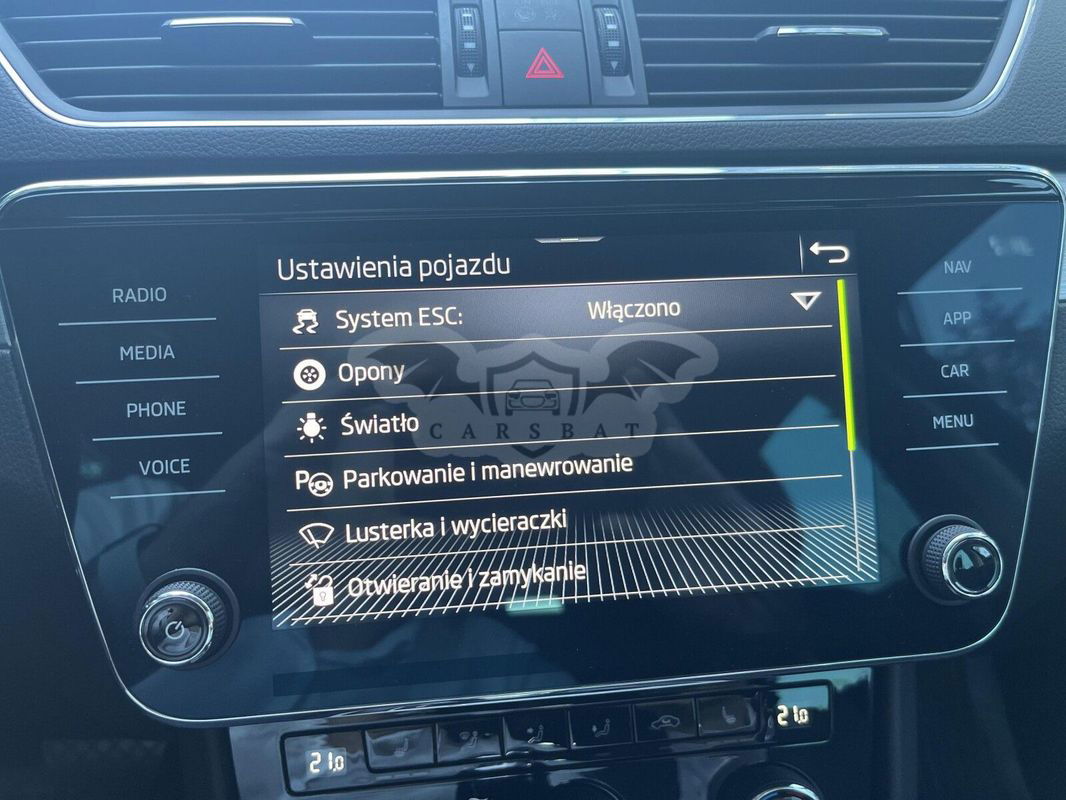 Ustawienia pojazdu
System ESC: Włączono
Opony
Światło
Parkowanie i manewrowanie
Lusterka i wycieraczki
Otwieranie i zamykanie
RADIO
MEDIA
PHONE
VOICE
NAV
APP
CAR
MENU
CARSBAT
21,0
21,0